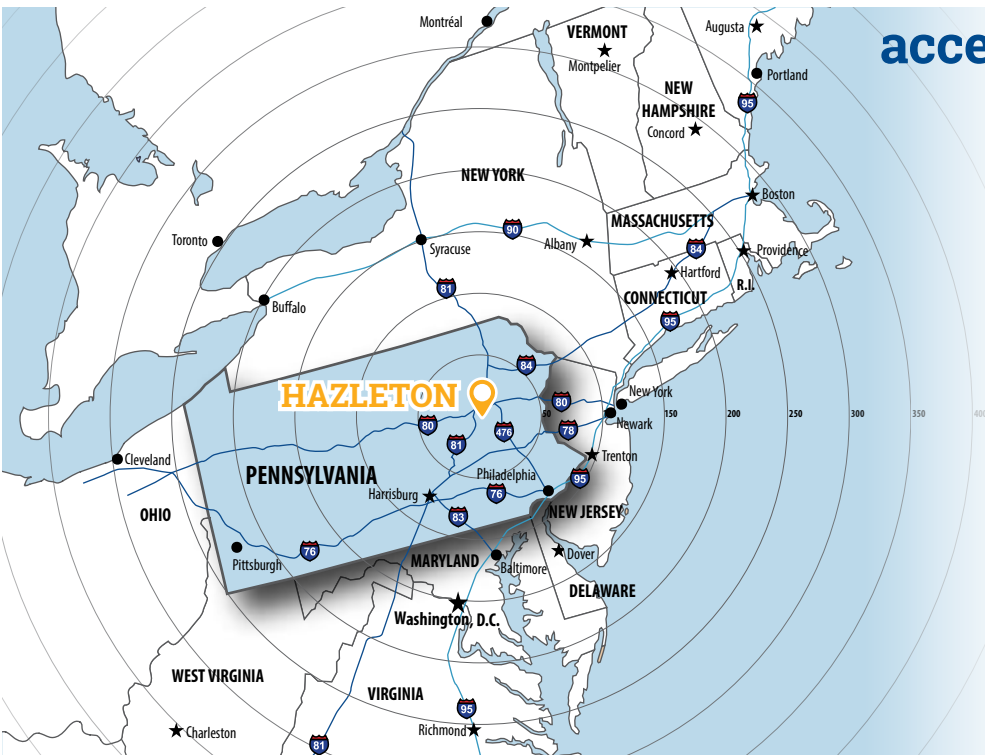 Montréal
VERMONT
Augusta
acce
Montpelier
Portland
NEW
HAMPSHIRE
95
Concord
NEW YORK
Boston
MASSACHUSETTS
90
Toronto
Albany
Syracuse
84
Providence
Hartford
R.I.
81
CONNECTICUT
Buffalo
95
84
HAZLETON
80
New York
50
100
150
200
250
300
350
400
Newark
80
476
78
81
Trenton
Cleveland
PENNSYLVANIA
Philadelphia
95
Harrisburg
76
NEW JERSEY
OHIO
83
76
Pittsburgh
MARYLAND
Baltimore
Dover
DELAWARE
Washington, D.C.
WEST VIRGINIA
VIRGINIA
95
Charleston
Richmond
81